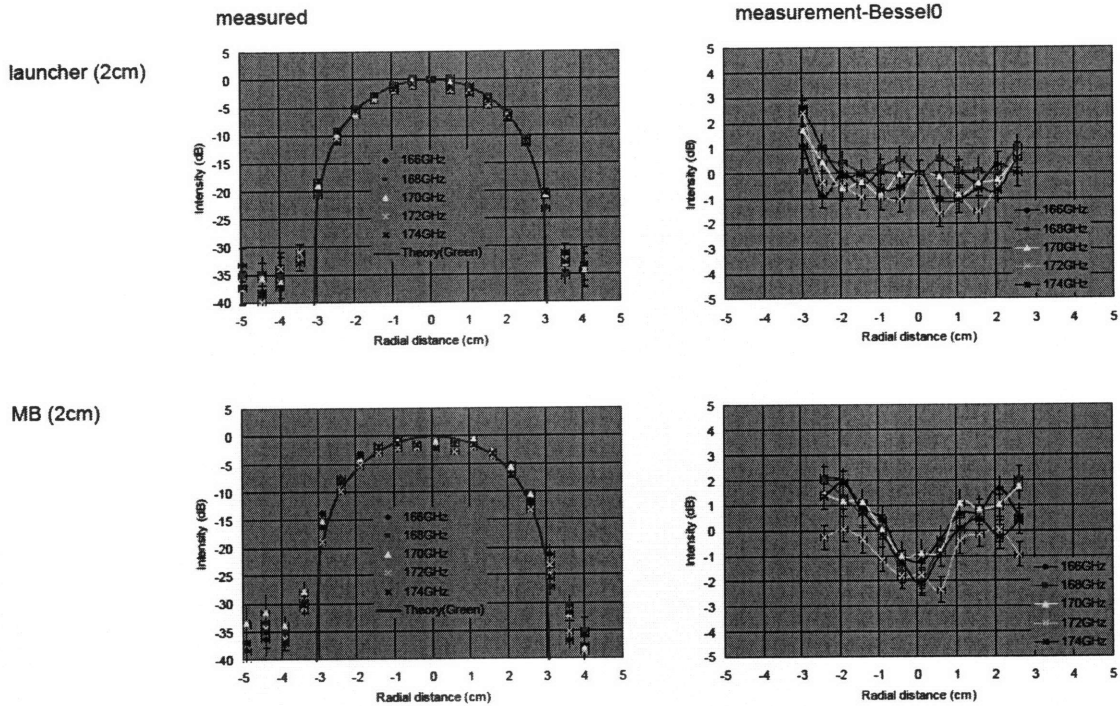 measured
measurement-Bessel0
launcher (2cm)
5
0
-5
-10
-15
-20
-25
-30
-35
-40
Intensity (dB)
166GHz
168GHz
170GHz
172GHz
174GHz
Theory(Green)
-5 -4 -3 -2 -1 0 1 2 3 4 5
Radial distance (cm)
5
4
3
2
1
0
-1
-2
-3
-4
-5
Intensity (dB)
166GHz
168GHz
170GHz
172GHz
174GHz
-5 -4 -3 -2 -1 0 1 2 3 4 5
Radial distance (cm)
MB (2cm)
5
0
-5
-10
-15
-20
-25
-30
-35
-40
Intensity (dB)
166GHz
168GHz
170GHz
172GHz
174GHz
Theory(Green)
-5 -4 -3 -2 -1 0 1 2 3 4 5
Radial distance (cm)
5
4
3
2
1
0
-1
-2
-3
-4
-5
Intensity (dB)
166GHz
168GHz
170GHz
172GHz
174GHz
-5 -4 -3 -2 -1 0 1 2 3 4 5
Radial distance (cm)